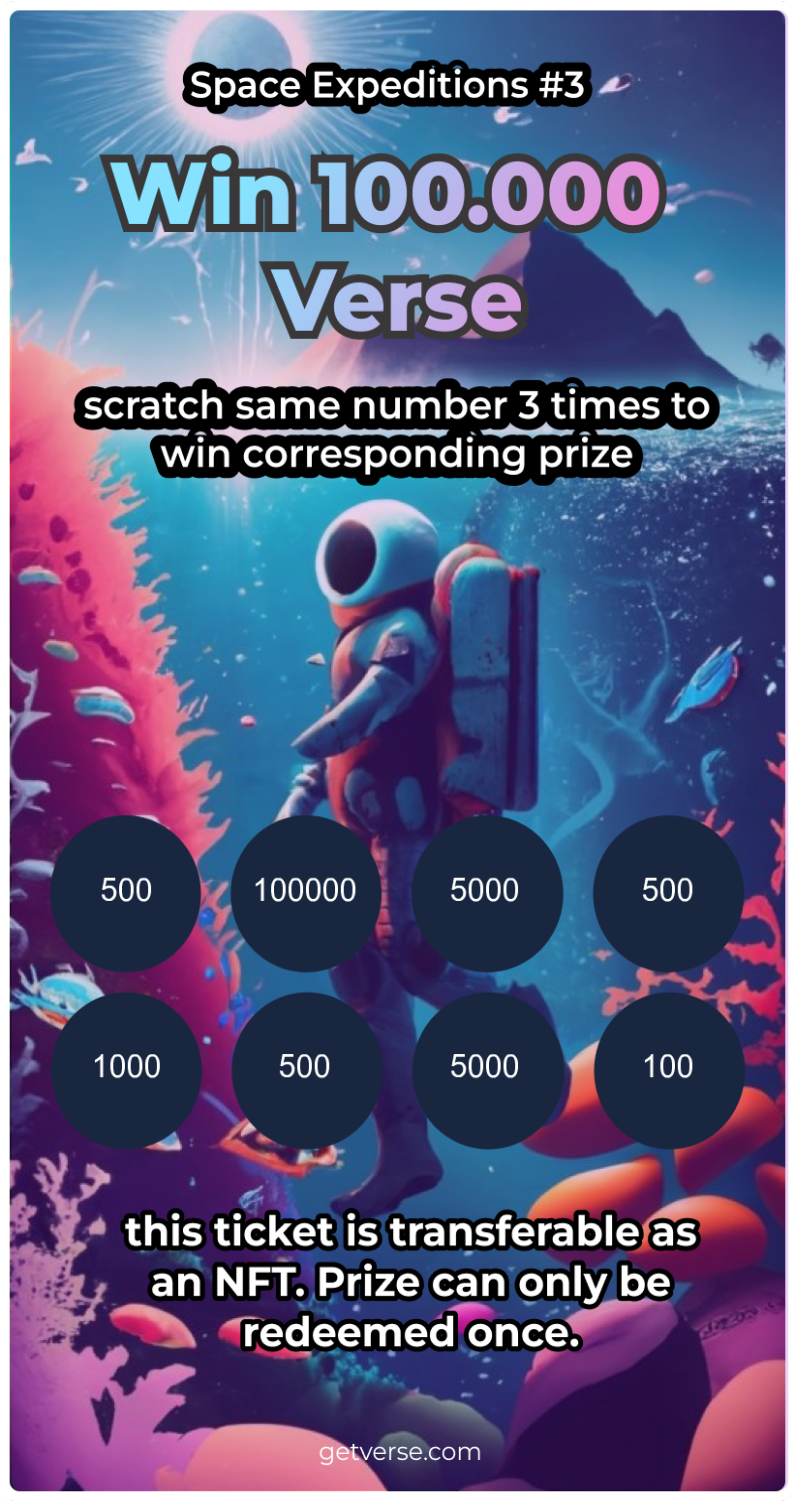 Space Expeditions #3
Win 100.000
Verse
scratch same number 3 times to
win corresponding prize
500 100000 5000 500
1000 500 5000 100
this ticket is transferable as
an NFT. Prize can only be
redeemed once.
getverse.com